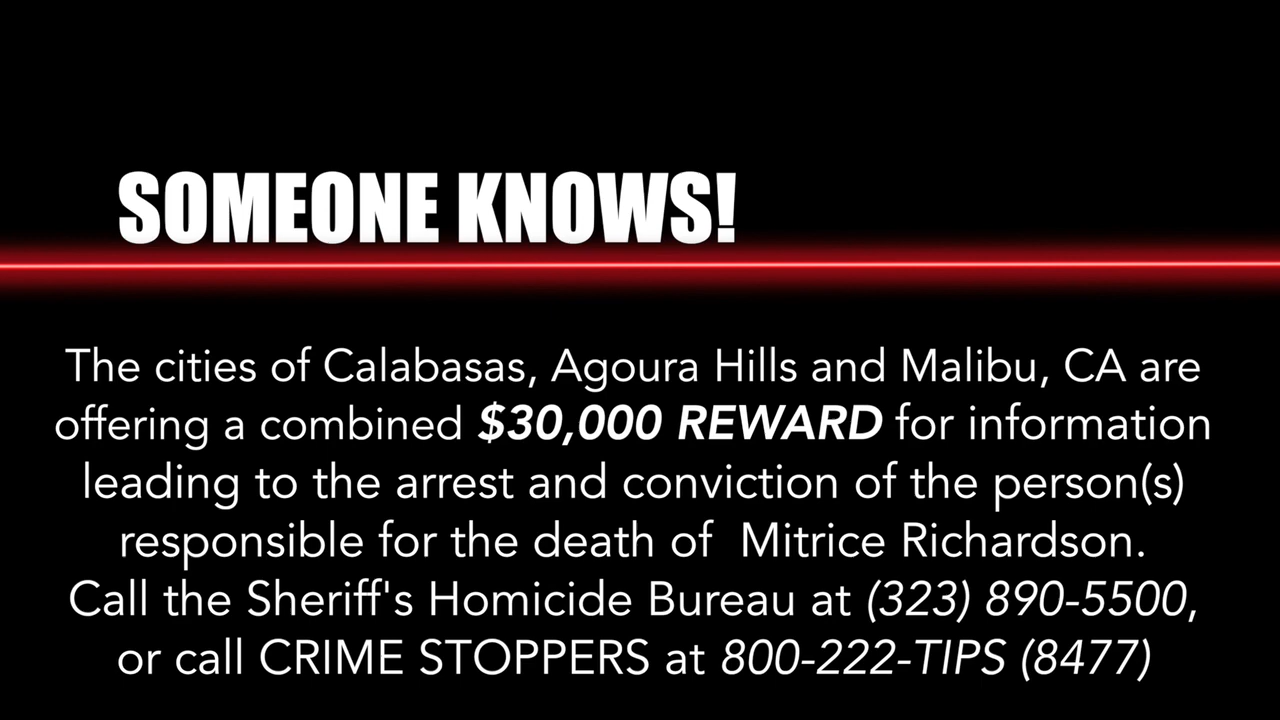 SOMEONE KNOWS!
The cities of Calabasas, Agoura Hills and Malibu, CA are
offering a combined $30,000 REWARD for information
leading to the arrest and conviction of the person(s)
responsible for the death of  Mitrice Richardson.
Call the Sheriff's Homicide Bureau at (323) 890-5500,
or call CRIME STOPPERS at 800-222-TIPS (8477)